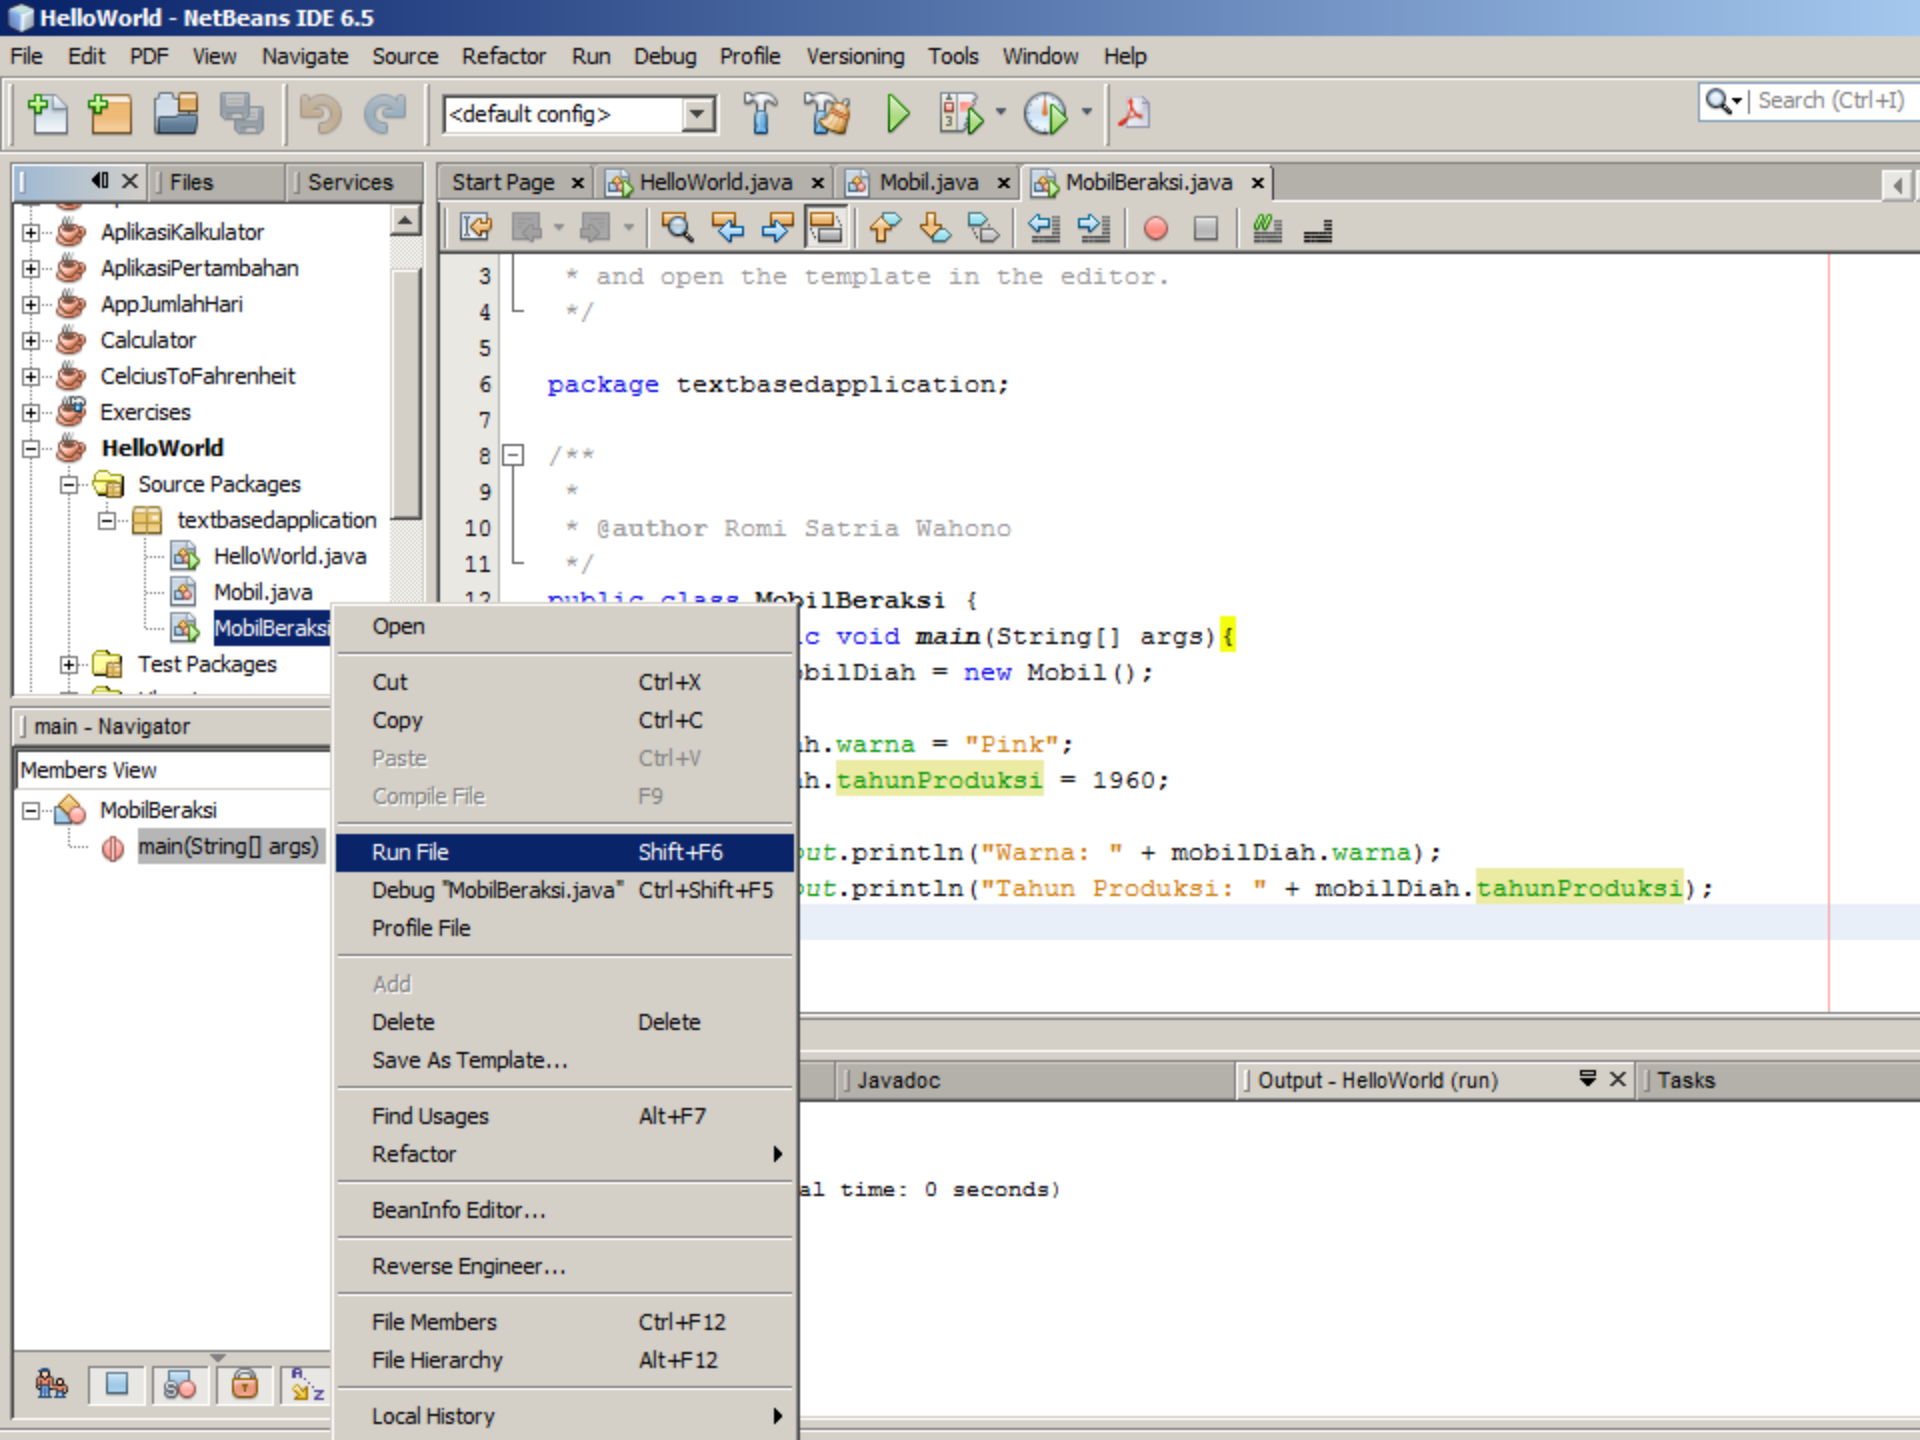 HelloWorld - NetBeans IDE 6.5
File Edit PDF View Navigate Source Refactor Run Debug Profile Versioning Tools Window Help
<default config>
Search (Ctrl+I)
Files
Services
Start Page
HelloWorld.java
Mobil.java
MobilBeraksi.java
AplikasiKalkulator
AplikasiPertambahan
AppJumlahHari
Calculator
CelciusToFahrenheit
Exercises
HelloWorld
Source Packages
textbasedapplication
HelloWorld.java
Mobil.java
MobilBeraksi
Test Packages
main - Navigator
Members View
MobilBeraksi
main(String[] args)
3 * and open the template in the editor.
4 */
5
6 package textbasedapplication;
7
8 /**
9 *
10 * @author Romi Satria Wahono
11 */
12 public class MobilBeraksi {
c void main(String[] args){
bilDiah = new Mobil();
h.warna = "Pink";
h.tahunProduksi = 1960;
ut.println("Warna: " + mobilDiah.warna);
ut.println("Tahun Produksi: " + mobilDiah.tahunProduksi);
Open
Cut Ctrl+X
Copy Ctrl+C
Paste Ctrl+V
Compile File F9
Run File Shift+F6
Debug "MobilBeraksi.java" Ctrl+Shift+F5
Profile File
Add
Delete Delete
Save As Template...
Find Usages Alt+F7
Refactor
BeanInfo Editor...
Reverse Engineer...
File Members Ctrl+F12
File Hierarchy Alt+F12
Local History
Javadoc
Output - HelloWorld (run)
Tasks
al time: 0 seconds)